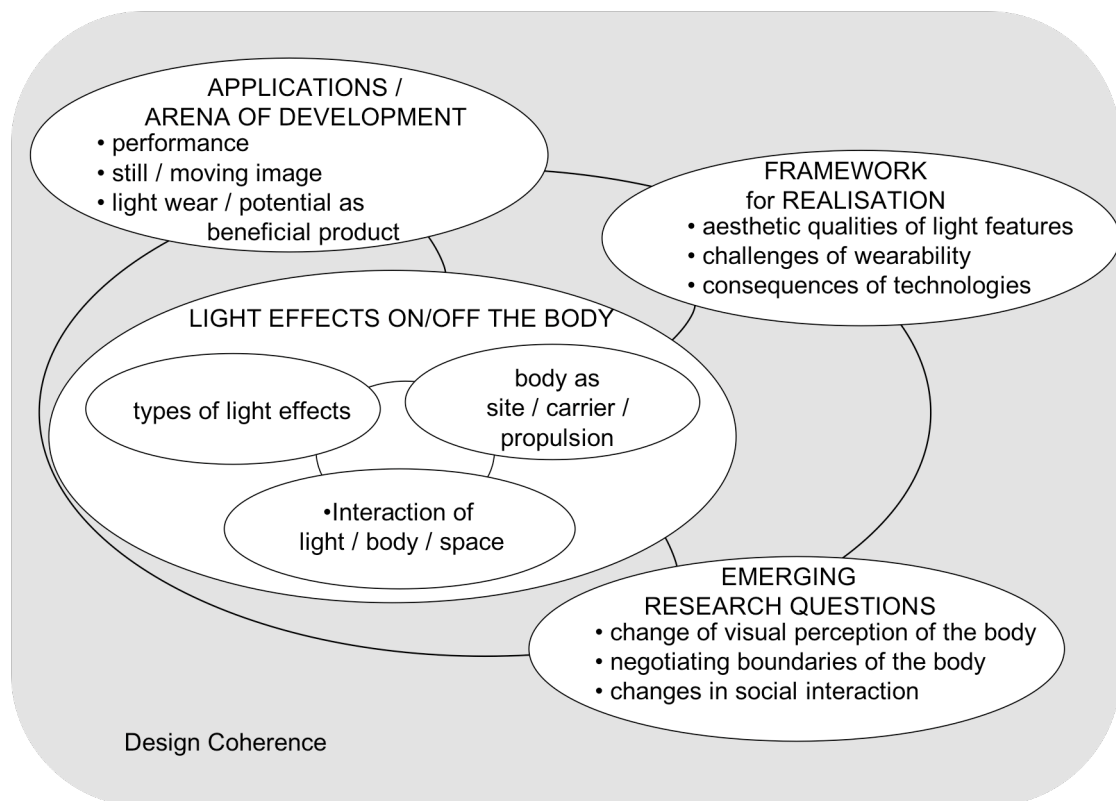 APPLICATIONS /
ARENA OF DEVELOPMENT
• performance
• still / moving image
• light wear / potential as
beneficial product
FRAMEWORK
for REALISATION
• aesthetic qualities of light features
• challenges of wearability
• consequences of technologies
LIGHT EFFECTS ON/OFF THE BODY
types of light effects
body as
site / carrier /
propulsion
•Interaction of
light / body / space
EMERGING
RESEARCH QUESTIONS
• change of visual perception of the body
• negotiating boundaries of the body
• changes in social interaction
Design Coherence